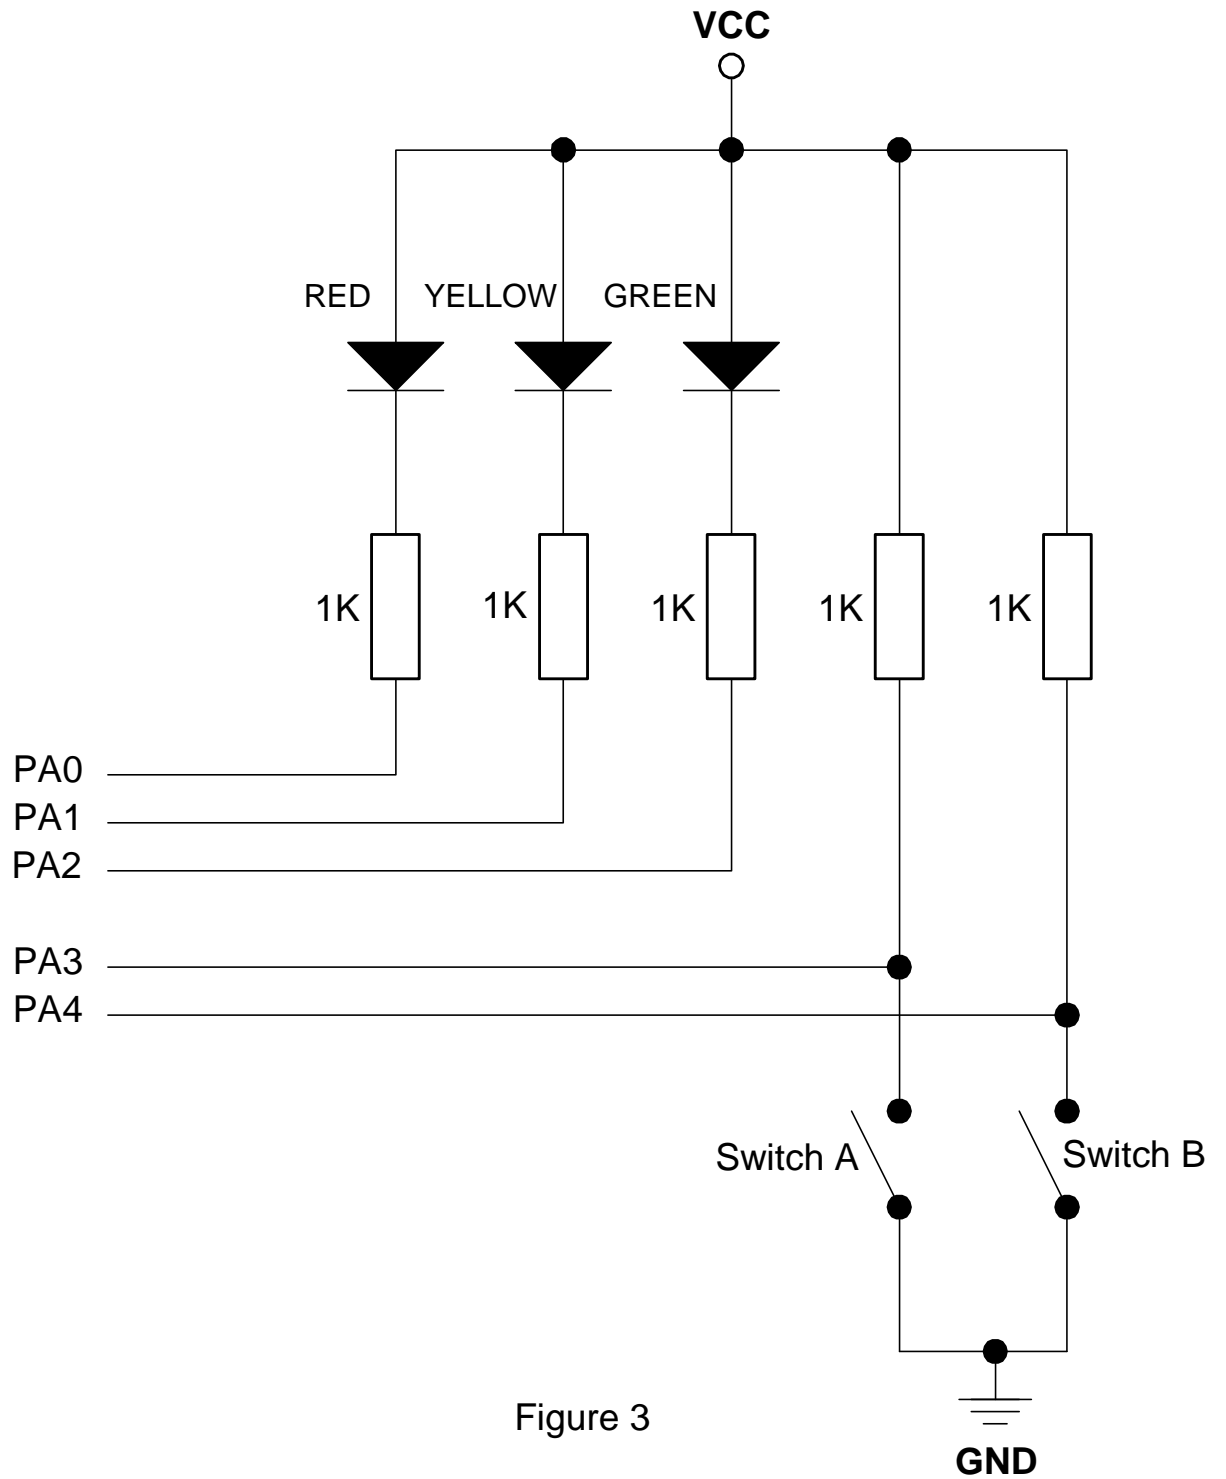 VCC
RED YELLOW GREEN
1K 1K 1K 1K 1K
PA0
PA1
PA2
PA3
PA4
Switch A Switch B
Figure 3
GND